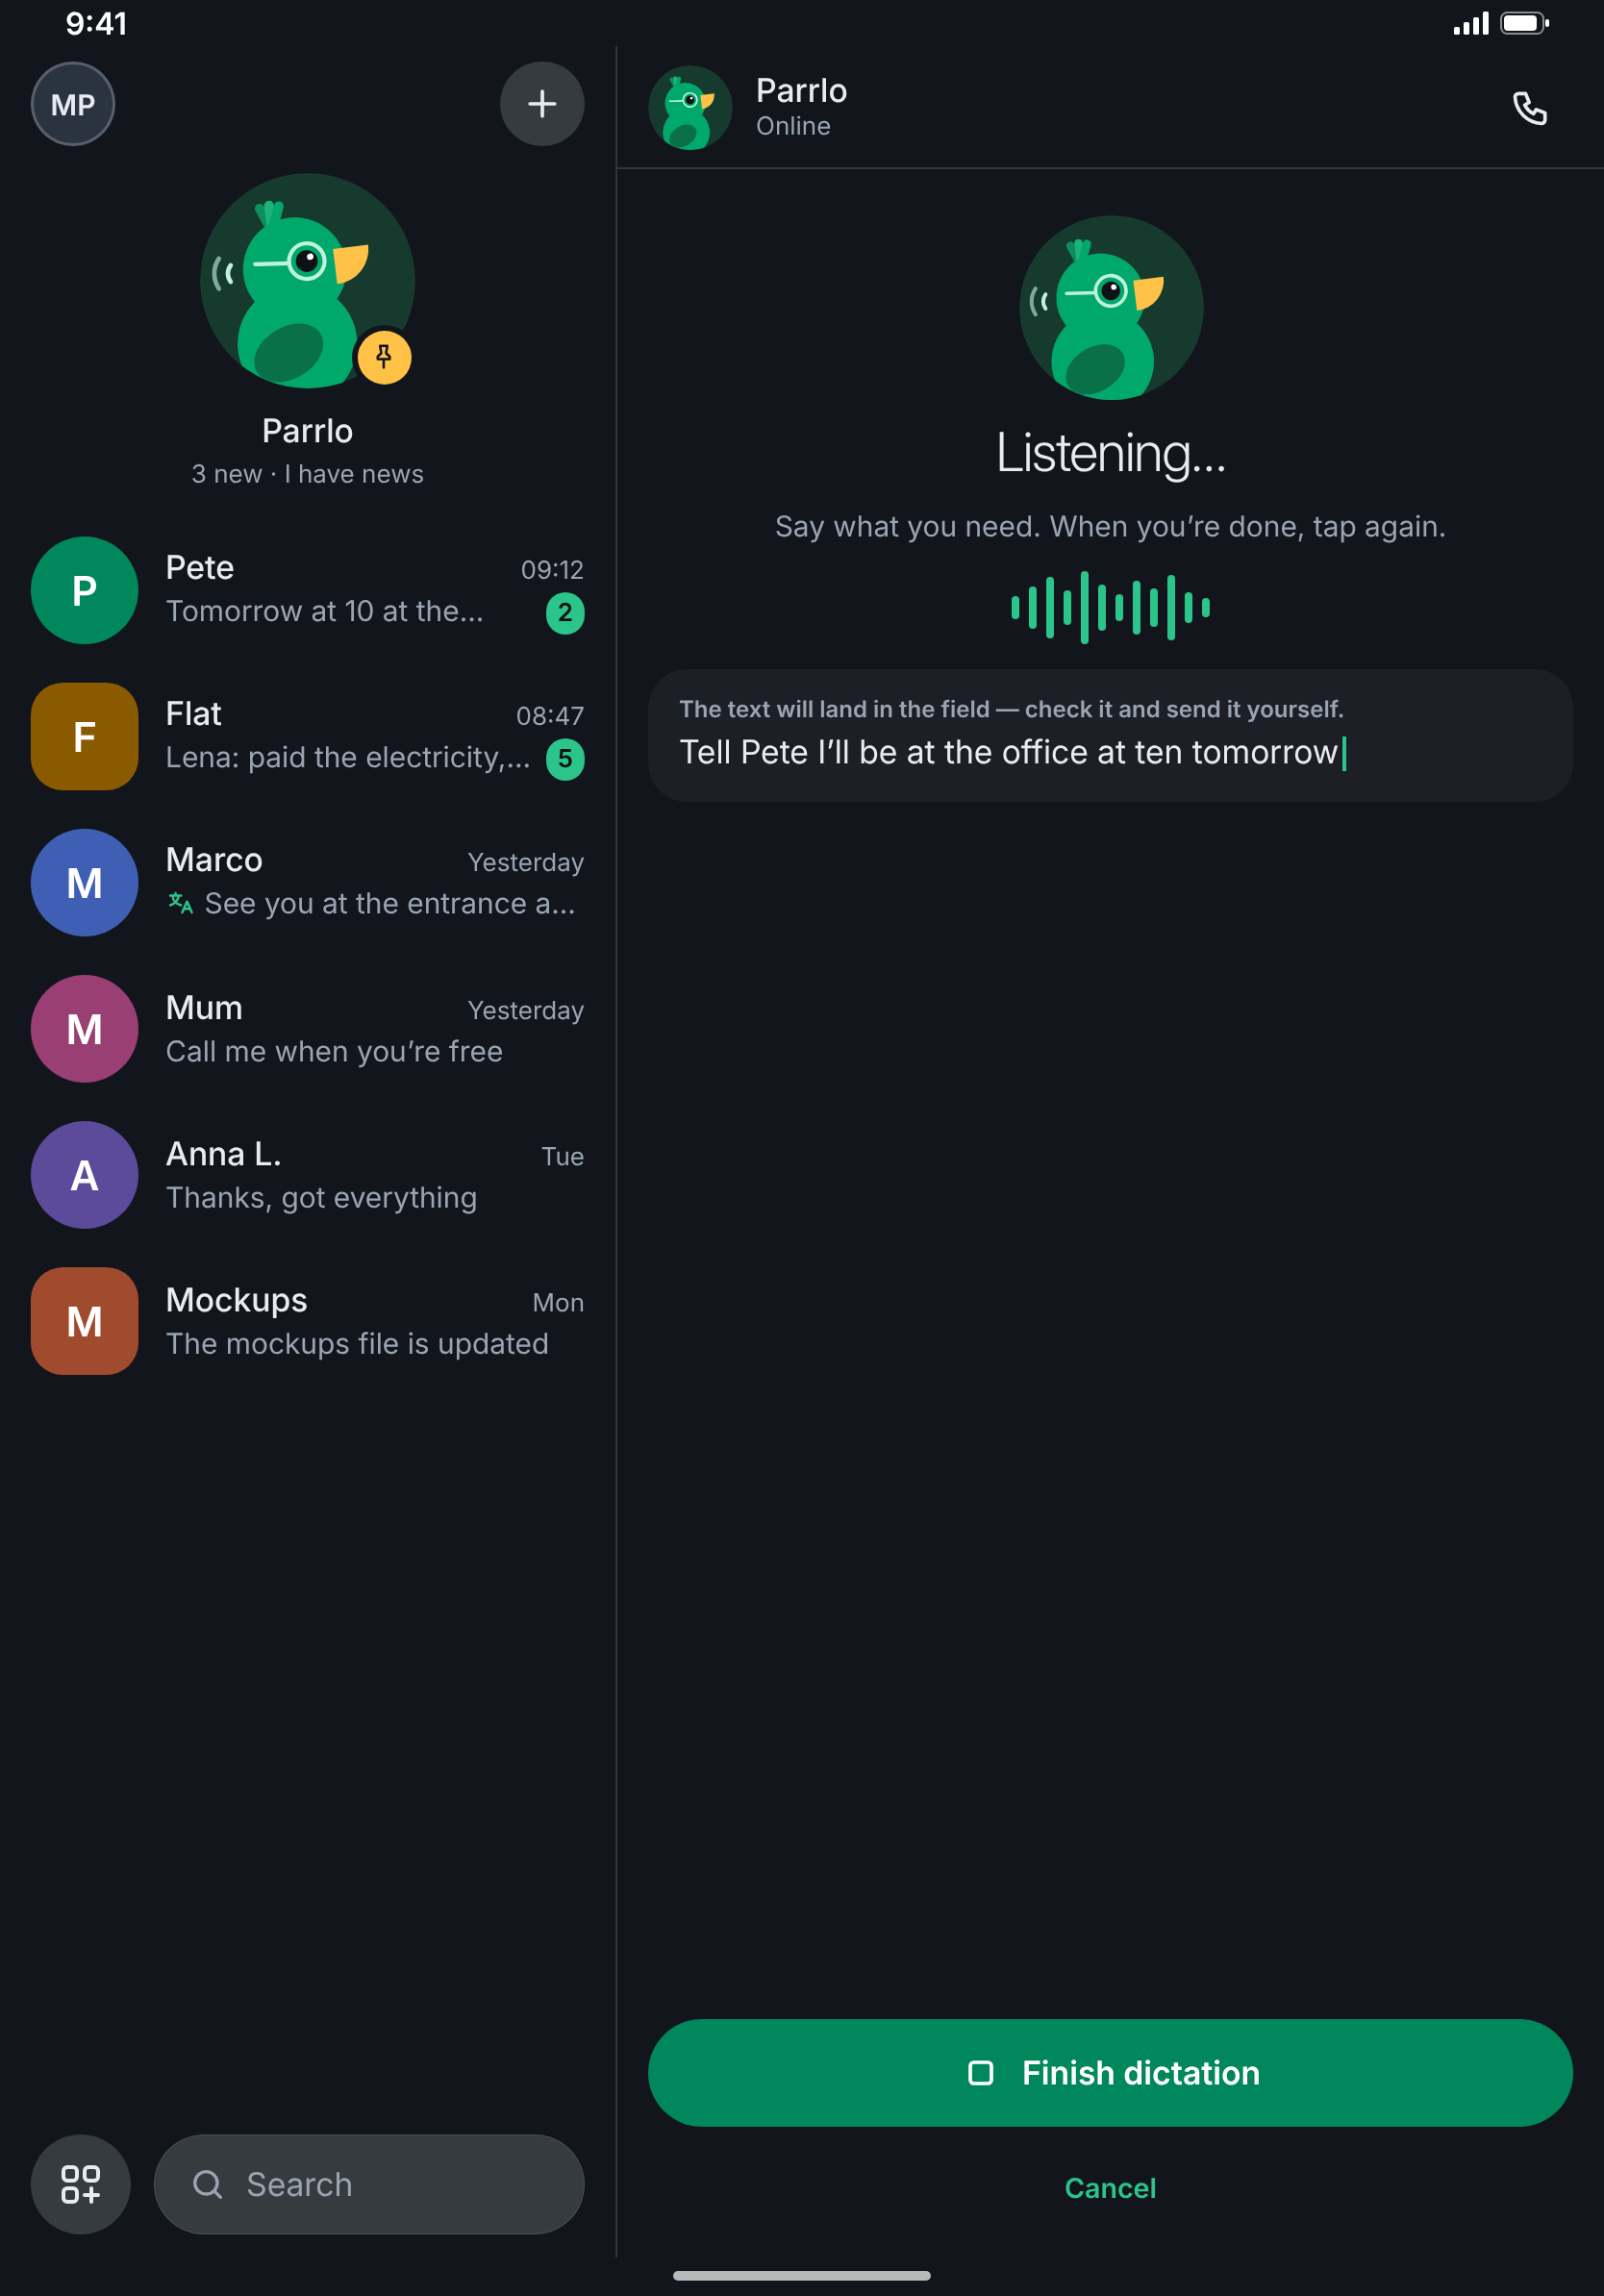 9:41
MP
Parrlo
3 new · I have news
P
Pete
09:12
Tomorrow at 10 at the...
2
F
Flat
08:47
Lena: paid the electricity,...
5
M
Marco
Yesterday
See you at the entrance a...
M
Mum
Yesterday
Call me when you’re free
A
Anna L.
Tue
Thanks, got everything
M
Mockups
Mon
The mockups file is updated
Search
Parrlo
Online
Listening...
Say what you need. When you’re done, tap again.
The text will land in the field — check it and send it yourself.
Tell Pete I’ll be at the office at ten tomorrow
Finish dictation
Cancel